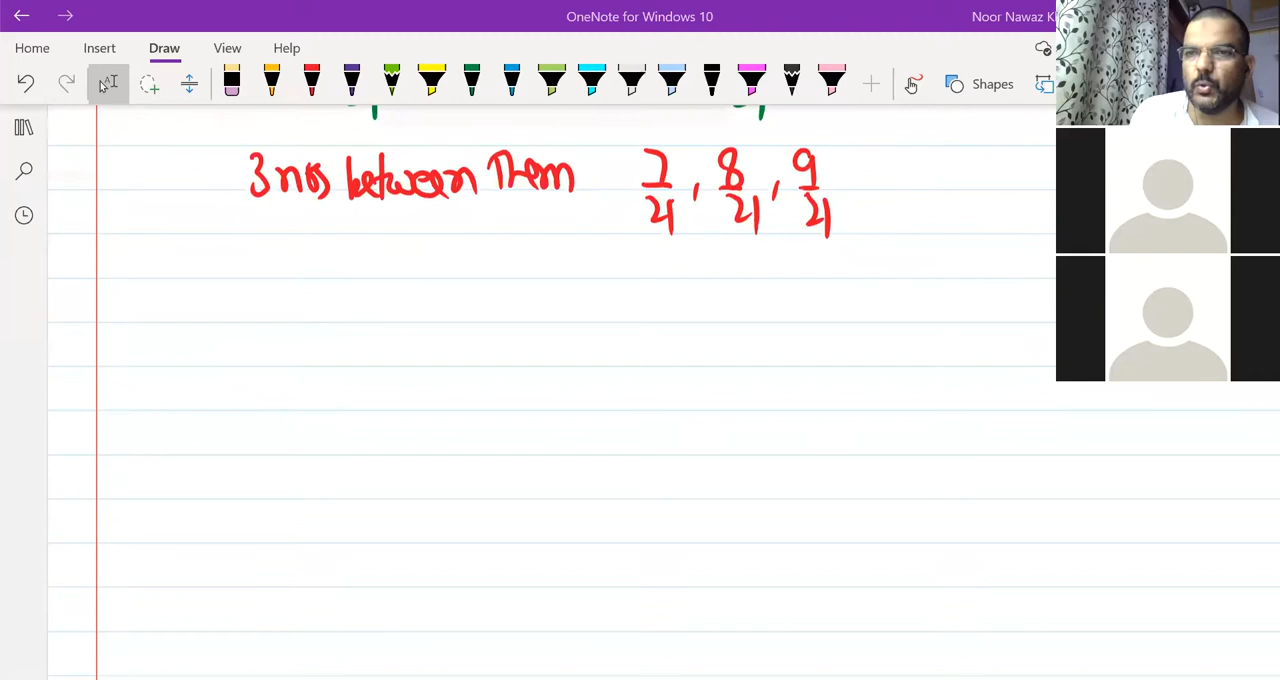 OneNote for Windows 10
Noor Nawaz K
Home Insert Draw View Help
Shapes
3 nos between Them 7/21, 8/21, 9/21